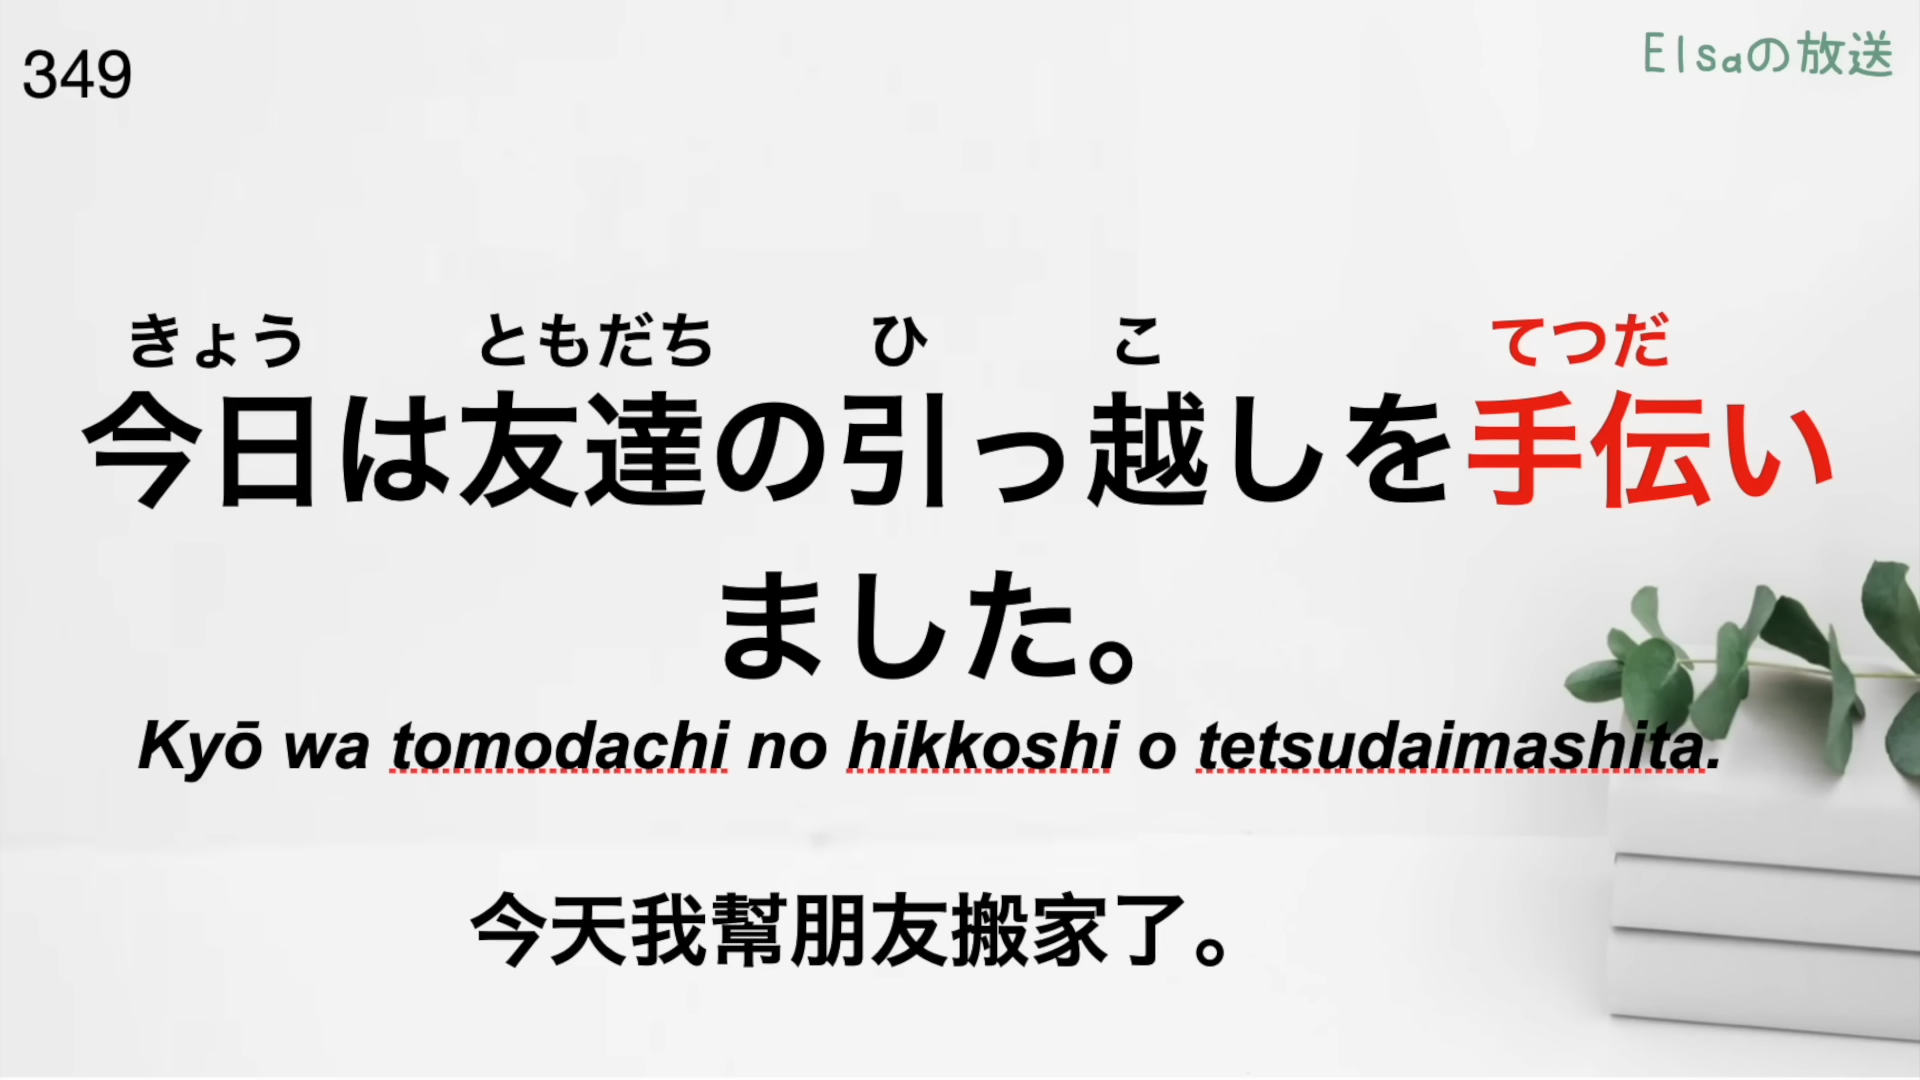 349
Elsaの放送
きょう ともだち ひ こ てつだ
今日は友達の引っ越しを手伝い
ました。
Kyō wa tomodachi no hikkoshi o tetsudaimashita.
今天我幫朋友搬家了。